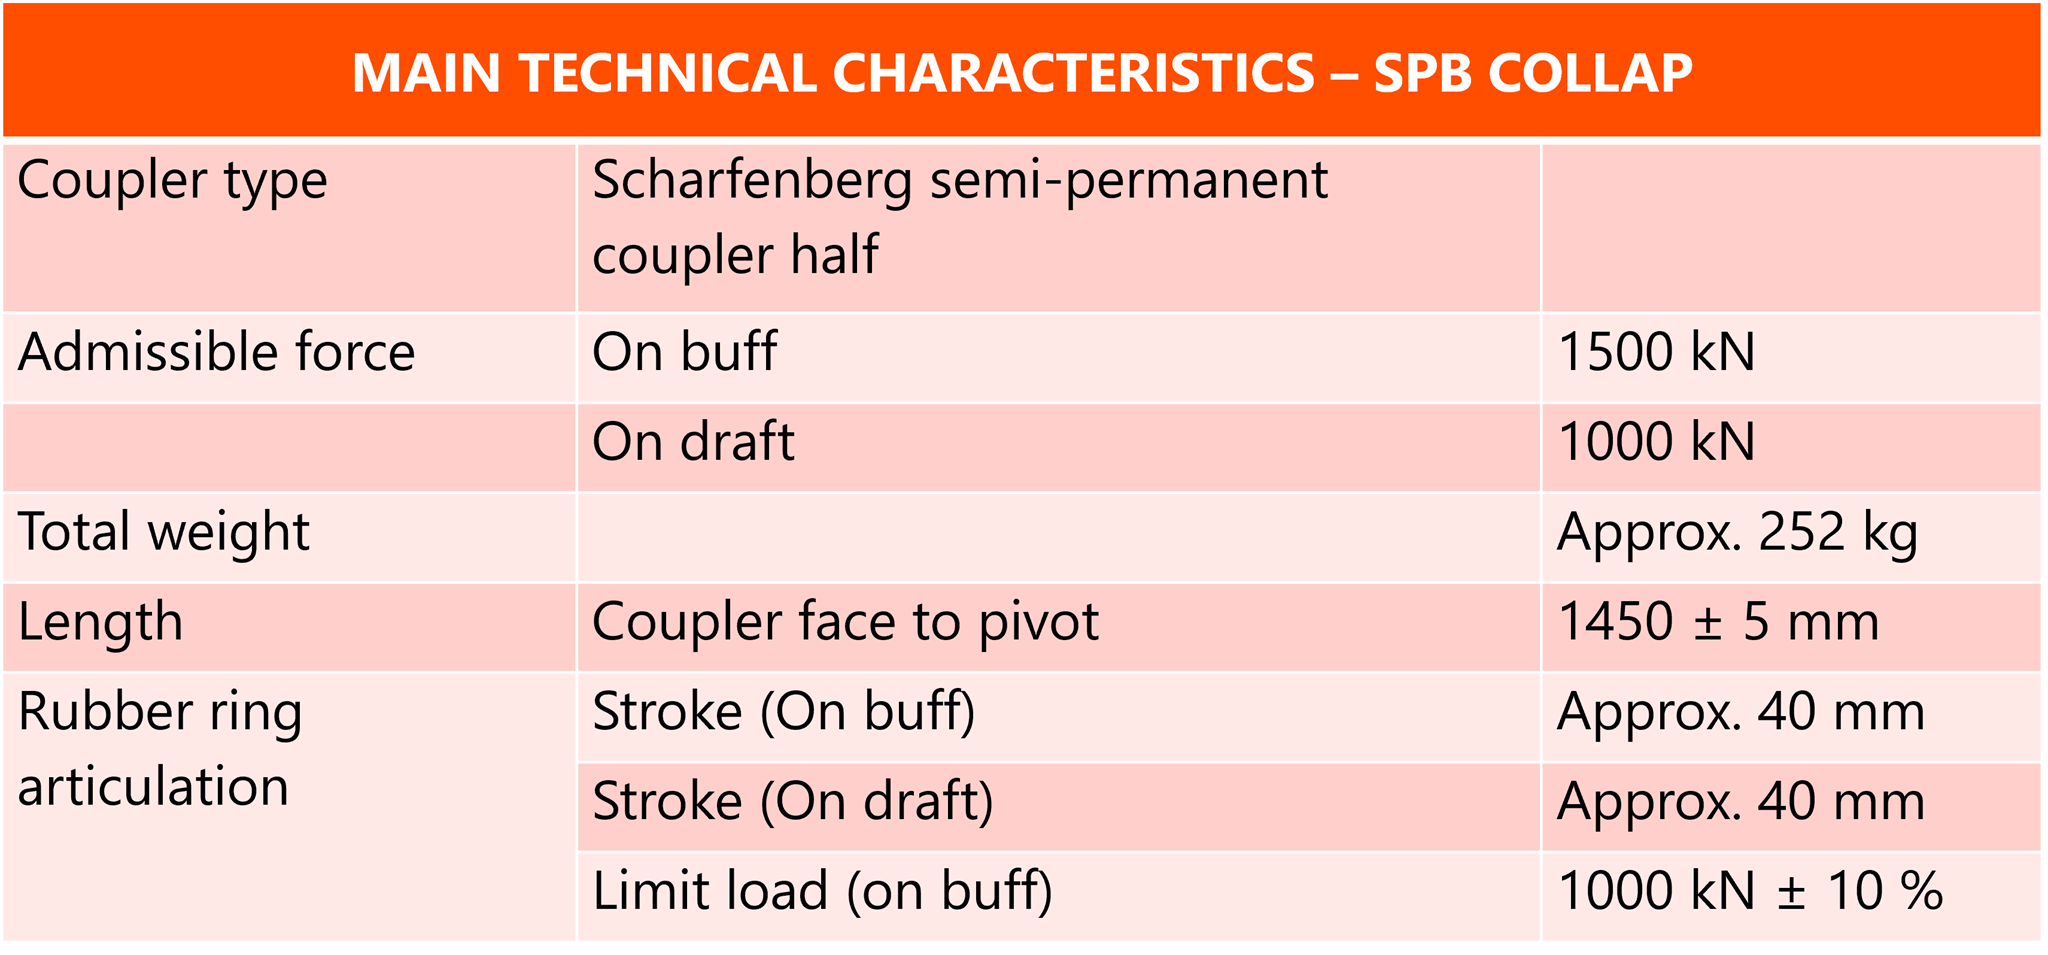 MAIN TECHNICAL CHARACTERISTICS – SPB COLLAP
Coupler type
Scharfenberg semi-permanent
coupler half
Admissible force
On buff
1500 kN
On draft
1000 kN
Total weight
Approx. 252 kg
Length
Coupler face to pivot
1450 ± 5 mm
Rubber ring
articulation
Stroke (On buff)
Approx. 40 mm
Stroke (On draft)
Approx. 40 mm
Limit load (on buff)
1000 kN ± 10 %